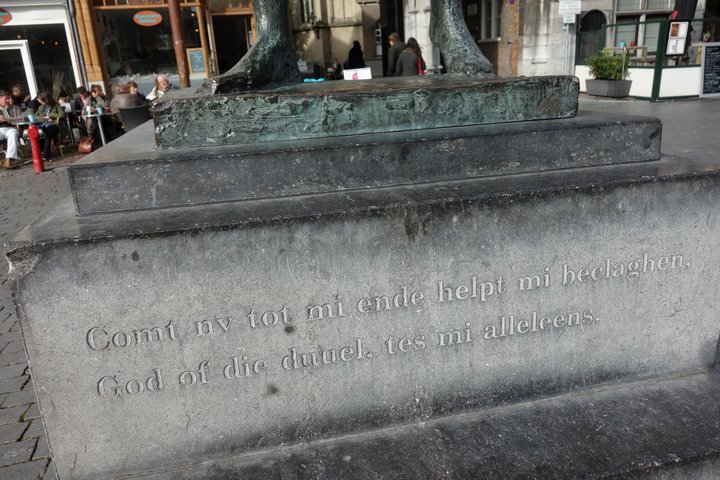 Comt nv tot mi ende helpt mi beclaghen,
God of die duuel, tes mi alleleens.